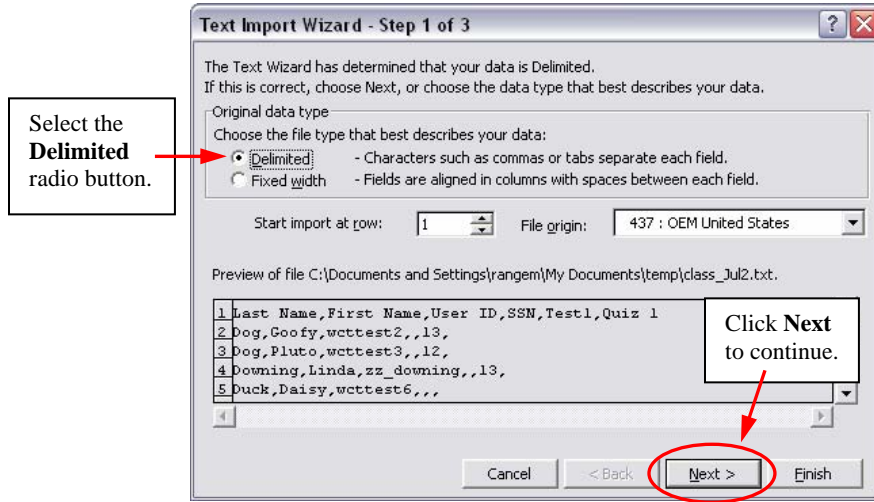 Text Import Wizard - Step 1 of 3
The Text Wizard has determined that your data is Delimited.
If this is correct, choose Next, or choose the data type that best describes your data.
Original data type
Choose the file type that best describes your data:
Select the
Delimited
radio button.
Delimited - Characters such as commas or tabs separate each field.
Fixed width - Fields are aligned in columns with spaces between each field.
Start import at row: 1 File origin: 437 : OEM United States
Preview of file C:\Documents and Settings\rangem\My Documents\temp\class_Jul2.txt.
1 Last Name,First Name,User ID,SSN,Test1,Quiz 1
2 Dog,Goofy,wcttest2,,13,
3 Dog,Pluto,wcttest3,,12,
4 Downing,Linda,zz_downing,,13,
5 Duck,Daisy,wcttest6,,,
Click Next
to continue.
Cancel < Back Next > Finish